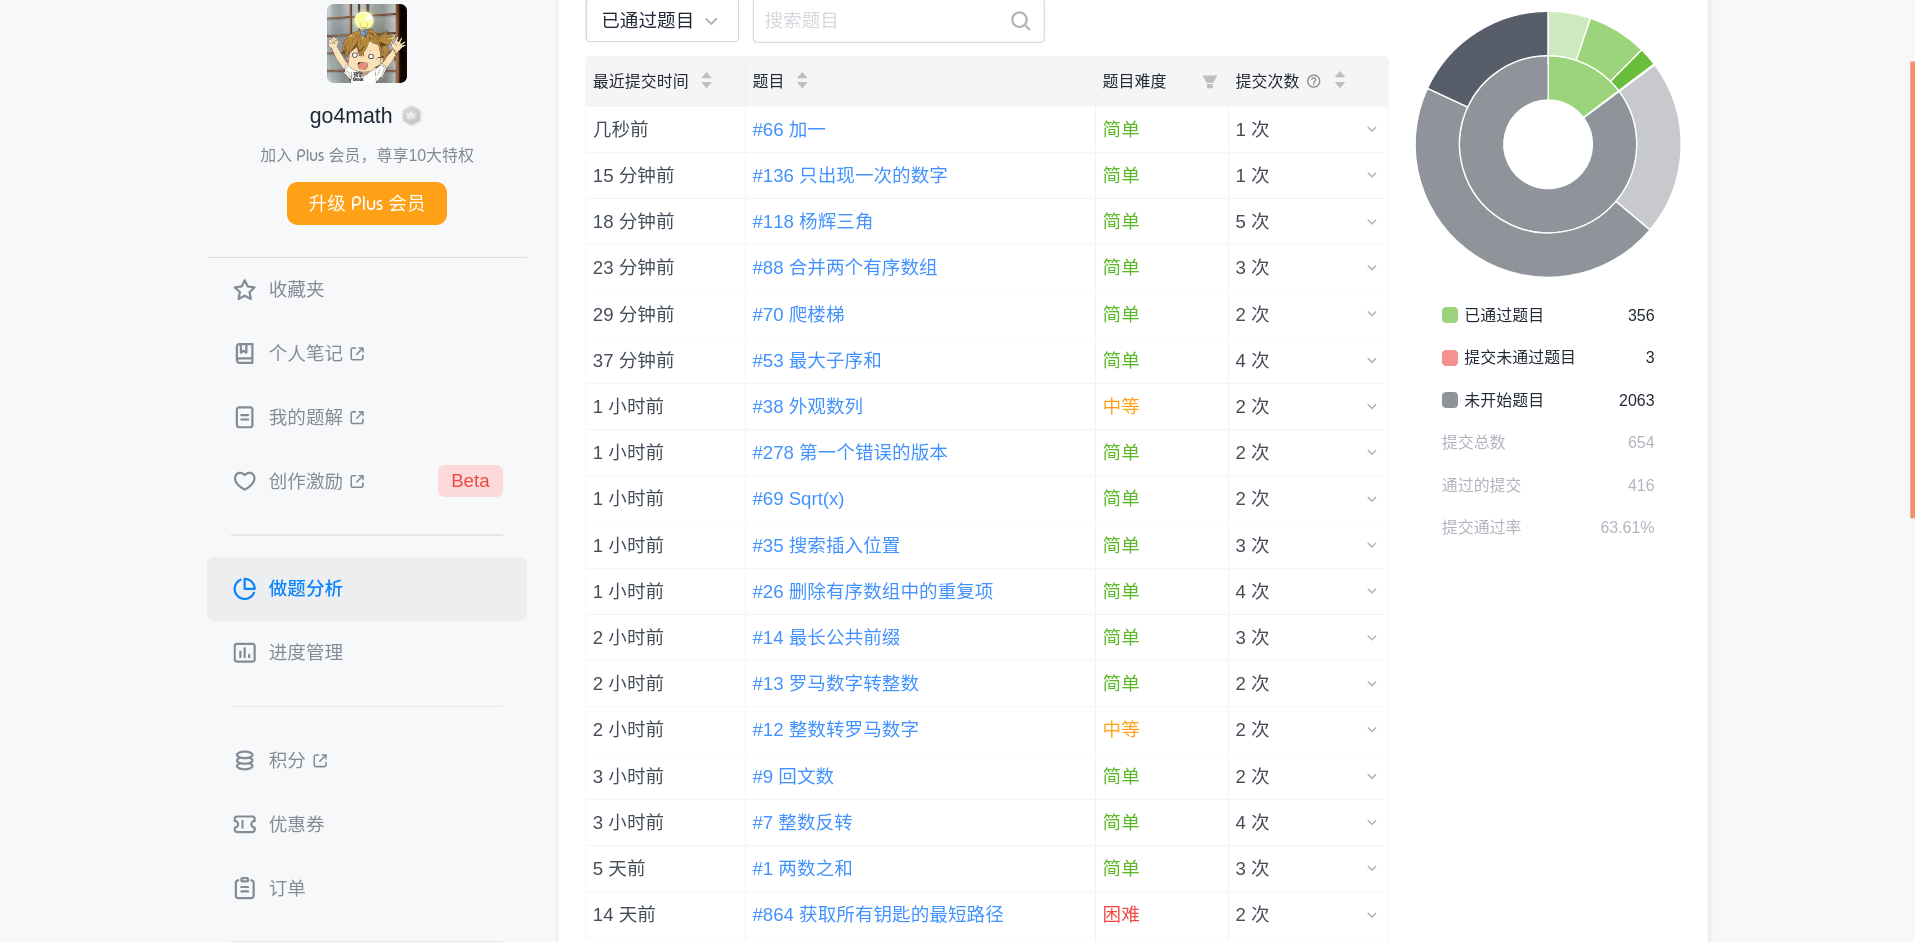 go4math
加入 Plus 会员，尊享10大特权
升级 Plus 会员
收藏夹
个人笔记
我的题解
创作激励 Beta
做题分析
进度管理
积分
优惠券
订单
已通过题目 搜索题目
最近提交时间 题目 题目难度 提交次数
几秒前 #66 加一 简单 1 次
15 分钟前 #136 只出现一次的数字 简单 1 次
18 分钟前 #118 杨辉三角 简单 5 次
23 分钟前 #88 合并两个有序数组 简单 3 次
29 分钟前 #70 爬楼梯 简单 2 次
37 分钟前 #53 最大子序和 简单 4 次
1 小时前 #38 外观数列 中等 2 次
1 小时前 #278 第一个错误的版本 简单 2 次
1 小时前 #69 Sqrt(x) 简单 2 次
1 小时前 #35 搜索插入位置 简单 3 次
1 小时前 #26 删除有序数组中的重复项 简单 4 次
2 小时前 #14 最长公共前缀 简单 3 次
2 小时前 #13 罗马数字转整数 简单 2 次
2 小时前 #12 整数转罗马数字 中等 2 次
3 小时前 #9 回文数 简单 2 次
3 小时前 #7 整数反转 简单 4 次
5 天前 #1 两数之和 简单 3 次
14 天前 #864 获取所有钥匙的最短路径 困难 2 次
已通过题目 356
提交未通过题目 3
未开始题目 2063
提交总数 654
通过的提交 416
提交通过率 63.61%